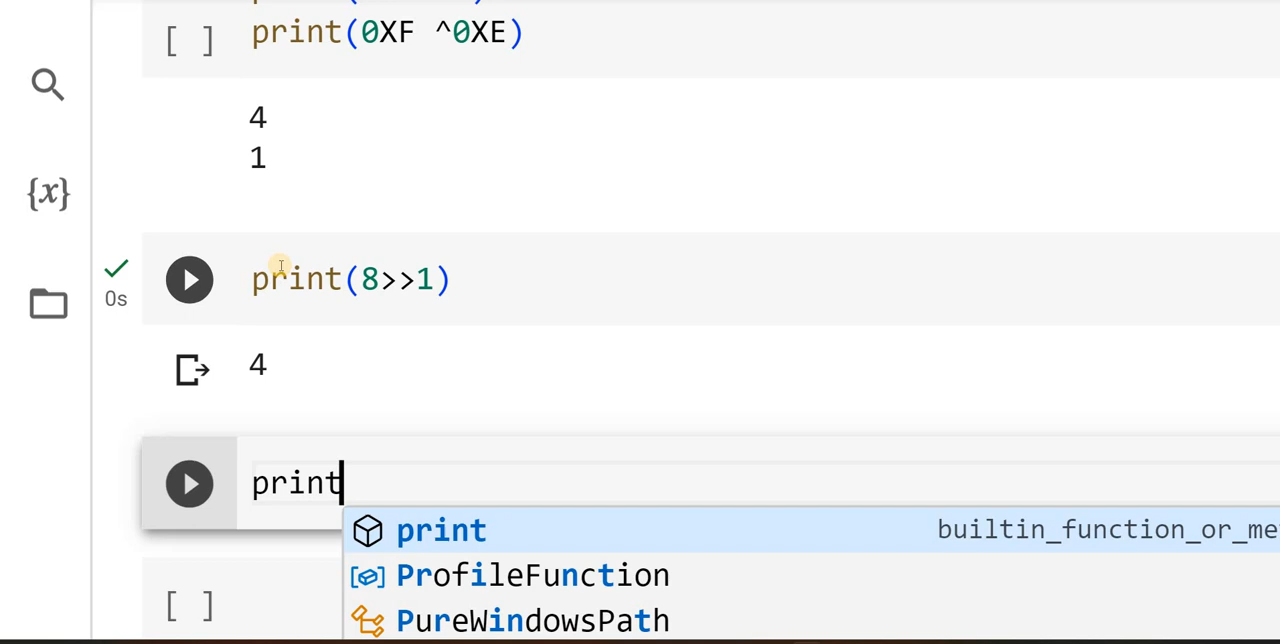 [ ] print(0XF ^0XE)
4
1
{x}
print(8>>1)
0s
4
print
print builtin_function_or_me
ProfileFunction
PureWindowsPath
[ ]